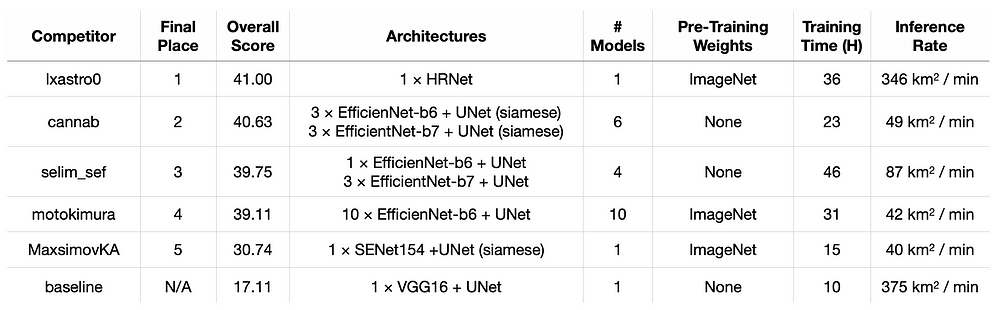 Competitor Final Place Overall Score Architectures # Models Pre-Training Weights Training Time (H) Inference Rate
lxastro0 1 41.00 1 × HRNet 1 ImageNet 36 346 km² / min
cannab 2 40.63 3 × EfficienNet-b6 + UNet (siamese) 3 × EfficientNet-b7 + UNet (siamese) 6 None 23 49 km² / min
selim_sef 3 39.75 1 × EfficienNet-b6 + UNet 3 × EfficientNet-b7 + UNet 4 None 46 87 km² / min
motokimura 4 39.11 10 × EfficienNet-b6 + UNet 10 ImageNet 31 42 km² / min
MaxsimovKA 5 30.74 1 × SENet154 +UNet (siamese) 1 ImageNet 15 40 km² / min
baseline N/A 17.11 1 × VGG16 + UNet 1 None 10 375 km² / min